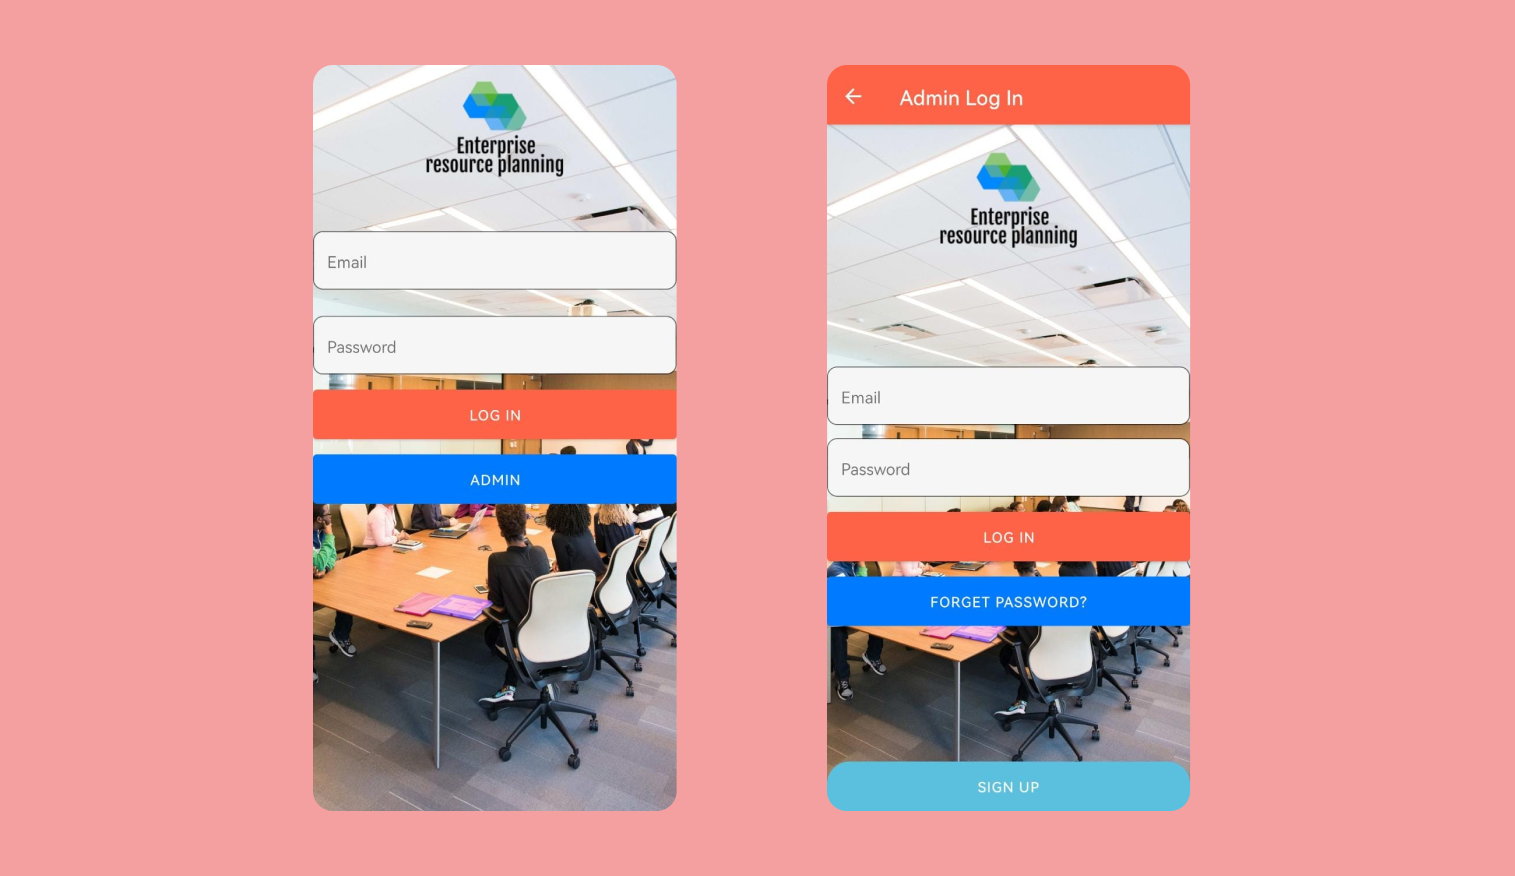 Enterprise
resource planning
Email
Password
LOG IN
ADMIN
Admin Log In
Enterprise
resource planning
Email
Password
LOG IN
FORGET PASSWORD?
SIGN UP